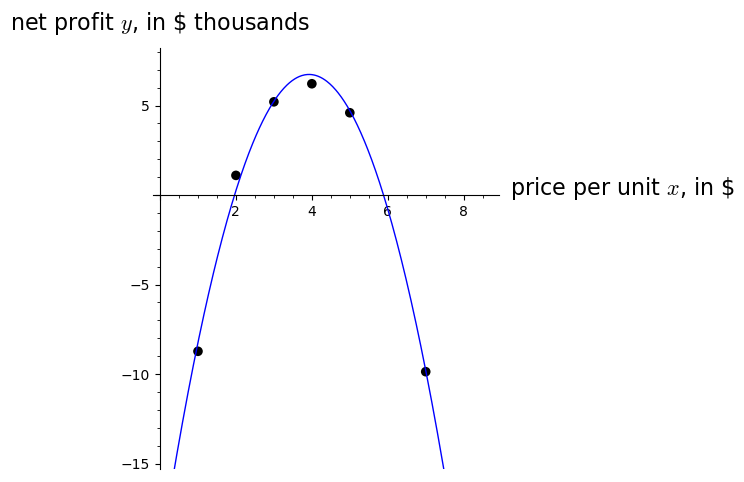 net profit y, in $ thousands
5
price per unit x, in $
2 4 6 8
−5
−10
−15